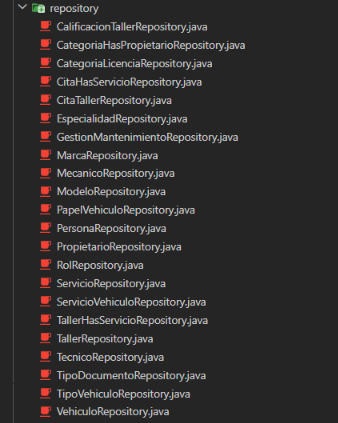 repository
CalificacionTallerRepository.java
CategoriaHasPropietarioRepository.java
CategoriaLicenciaRepository.java
CitaHasServicioRepository.java
CitaTallerRepository.java
EspecialidadRepository.java
GestionMantenimientoRepository.java
MarcaRepository.java
MecanicoRepository.java
ModeloRepository.java
PapelVehiculoRepository.java
PersonaRepository.java
PropietarioRepository.java
RolRepository.java
ServicioRepository.java
ServicioVehiculoRepository.java
TallerHasServicioRepository.java
TallerRepository.java
TecnicoRepository.java
TipoDocumentoRepository.java
TipoVehiculoRepository.java
VehiculoRepository.java